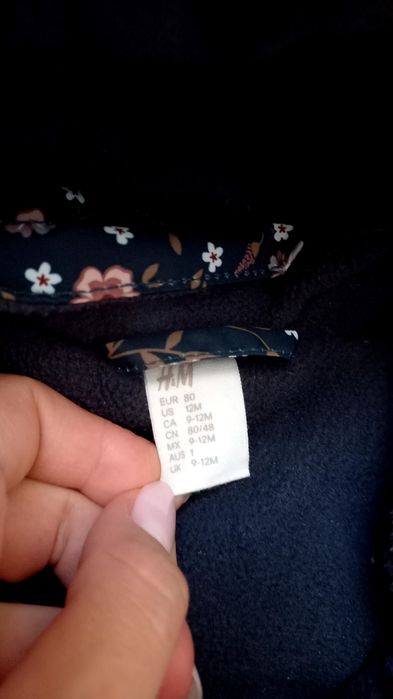 H&M
EUR 80
US 12M
CA 9-12M
CN 80/48
MX 9-12M
AUS 1
UK 9-12M